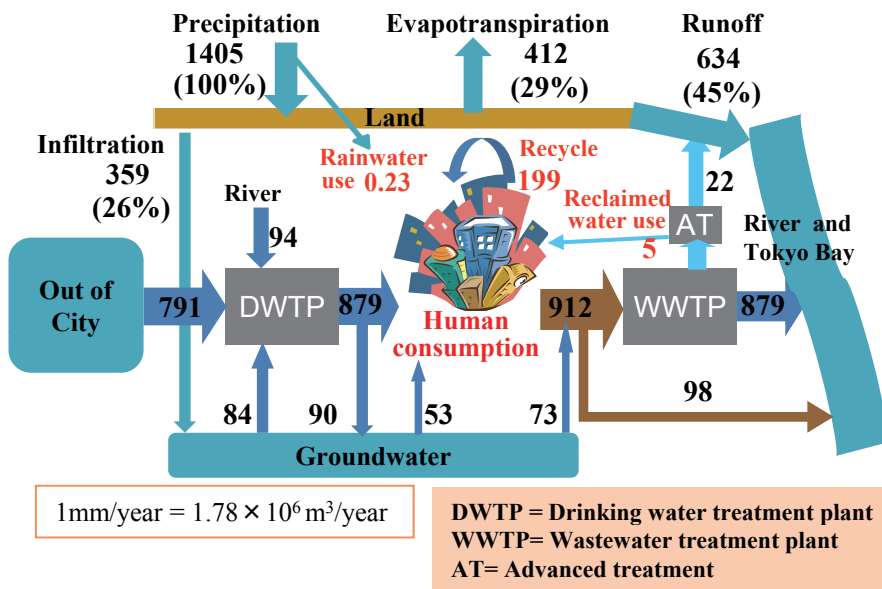 Precipitation
1405
(100%)
Evapotranspiration
412
(29%)
Runoff
634
(45%)
Land
Infiltration
359
(26%)
Rainwater
use 0.23
Recycle
199
River
94
Reclaimed
water use
5
AT
22
River and
Tokyo Bay
Out of
City
791
DWTP
879
Human
consumption
912
WWTP
879
84
90
53
73
98
Groundwater
1mm/year = 1.78 × 10⁶ m³/year
DWTP = Drinking water treatment plant
WWTP= Wastewater treatment plant
AT= Advanced treatment